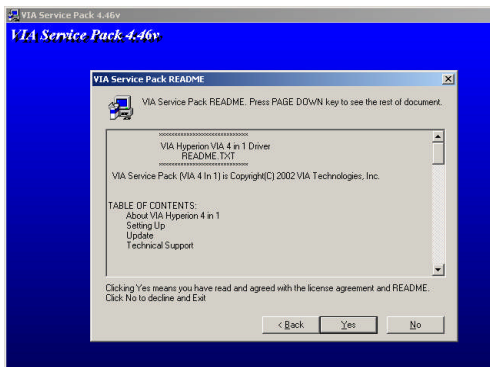 VIA Service Pack 4.46v
VIA Service Pack 4.46v
VIA Service Pack README
VIA Service Pack README. Press PAGE DOWN key to see the rest of document.
xxxxxxxxxxxxxxxxxxxxxxxxxxxxx
VIA Hyperion VIA 4 in 1 Driver
README.TXT
xxxxxxxxxxxxxxxxxxxxxxxxxxxxx
VIA Service Pack (VIA 4 In 1) is Copyright(C) 2002 VIA Technologies, Inc.
TABLE OF CONTENTS:
About VIA Hyperion 4 in 1
Setting Up
Update
Technical Support
Clicking Yes means you have read and agreed with the license agreement and README.
Click No to decline and Exit
< Back Yes No